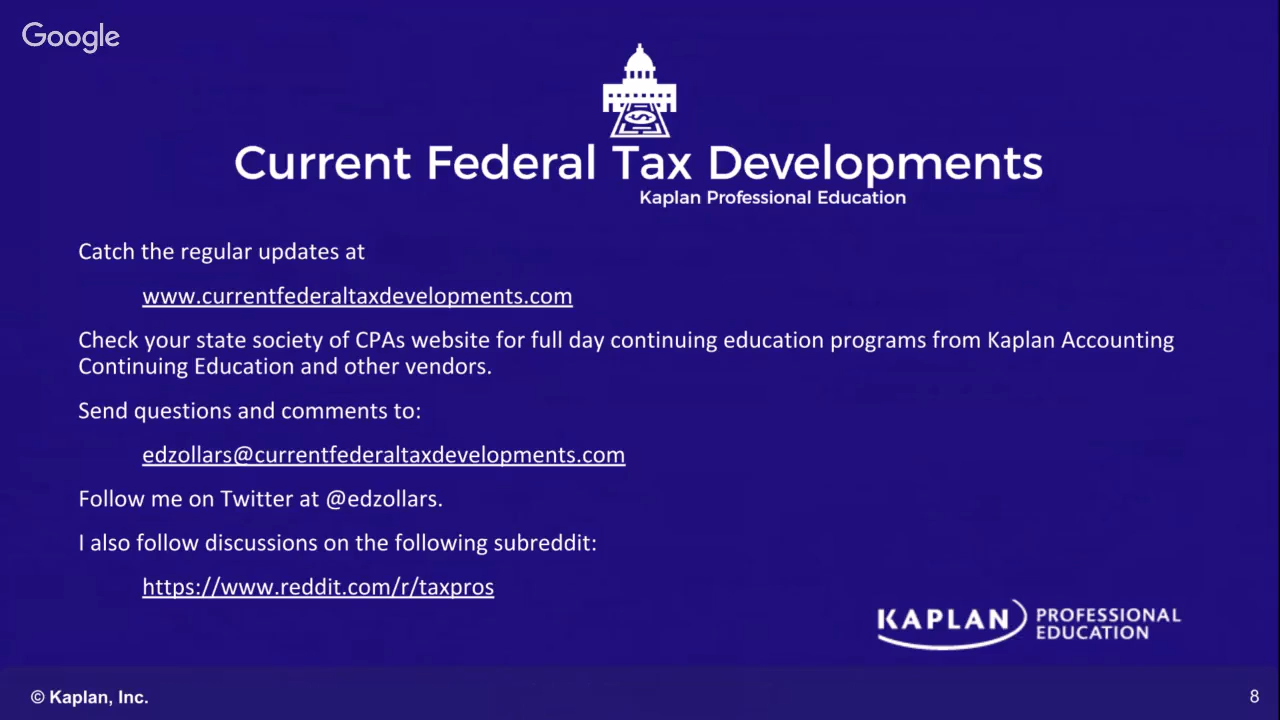 Google
Current Federal Tax Developments
Kaplan Professional Education
Catch the regular updates at
www.currentfederaltaxdevelopments.com
Check your state society of CPAs website for full day continuing education programs from Kaplan Accounting
Continuing Education and other vendors.
Send questions and comments to:
edzollars@currentfederaltaxdevelopments.com
Follow me on Twitter at @edzollars.
I also follow discussions on the following subreddit:
https://www.reddit.com/r/taxpros
KAPLAN PROFESSIONAL
EDUCATION
© Kaplan, Inc.
8